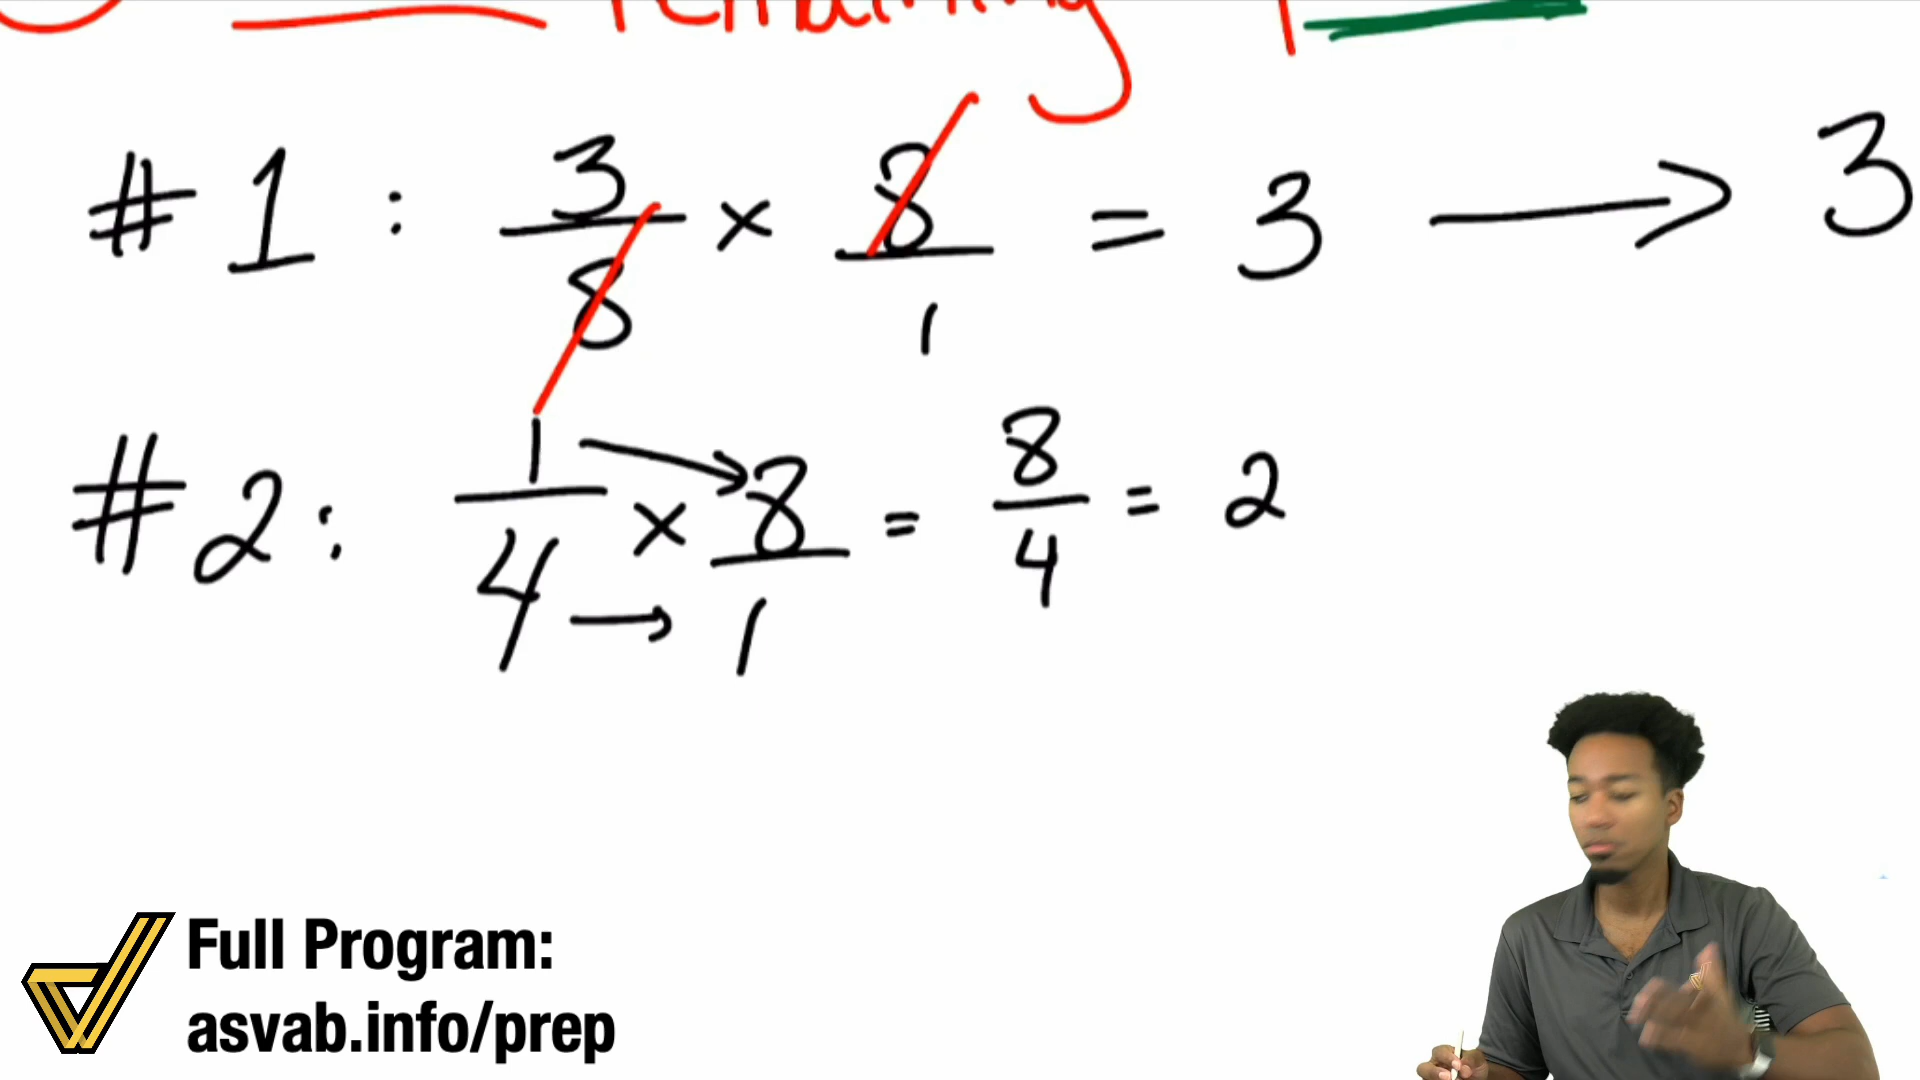 remaining
#1 : 3/8 × 8/1 = 3 → 3
#2 : 1/4 × 8/1 = 8/4 = 2
Full Program:
asvab.info/prep